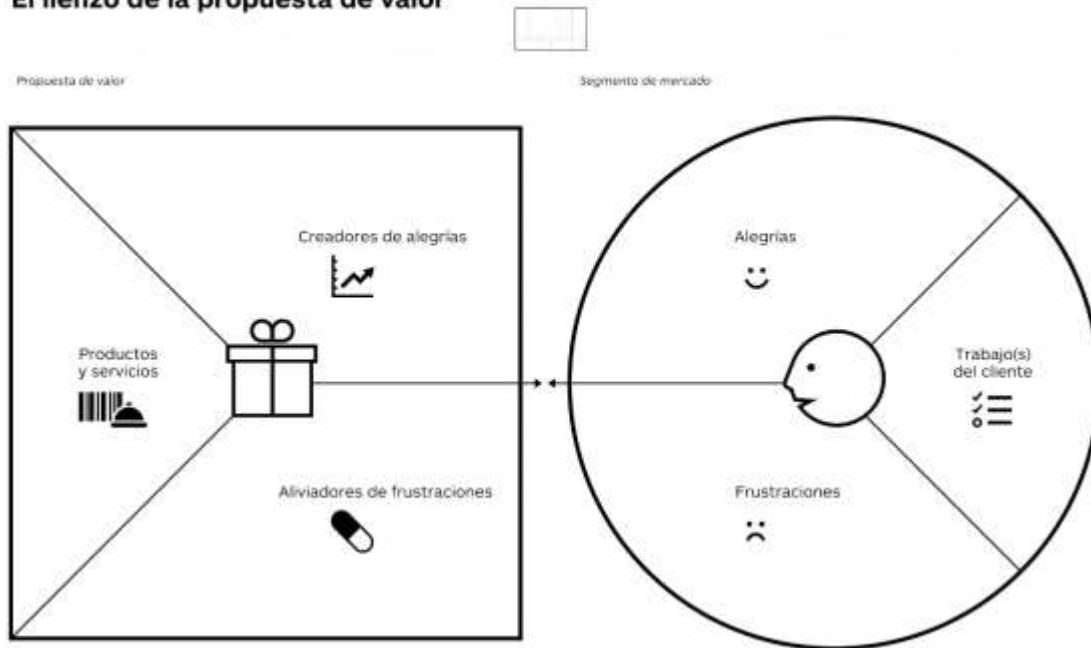 El lienzo de la propuesta de valor
Propuesta de valor
Segmento de mercado
Creadores de alegrías
Alegrías
Productos
y servicios
Trabajo(s)
del cliente
Aliviadores de frustraciones
Frustraciones